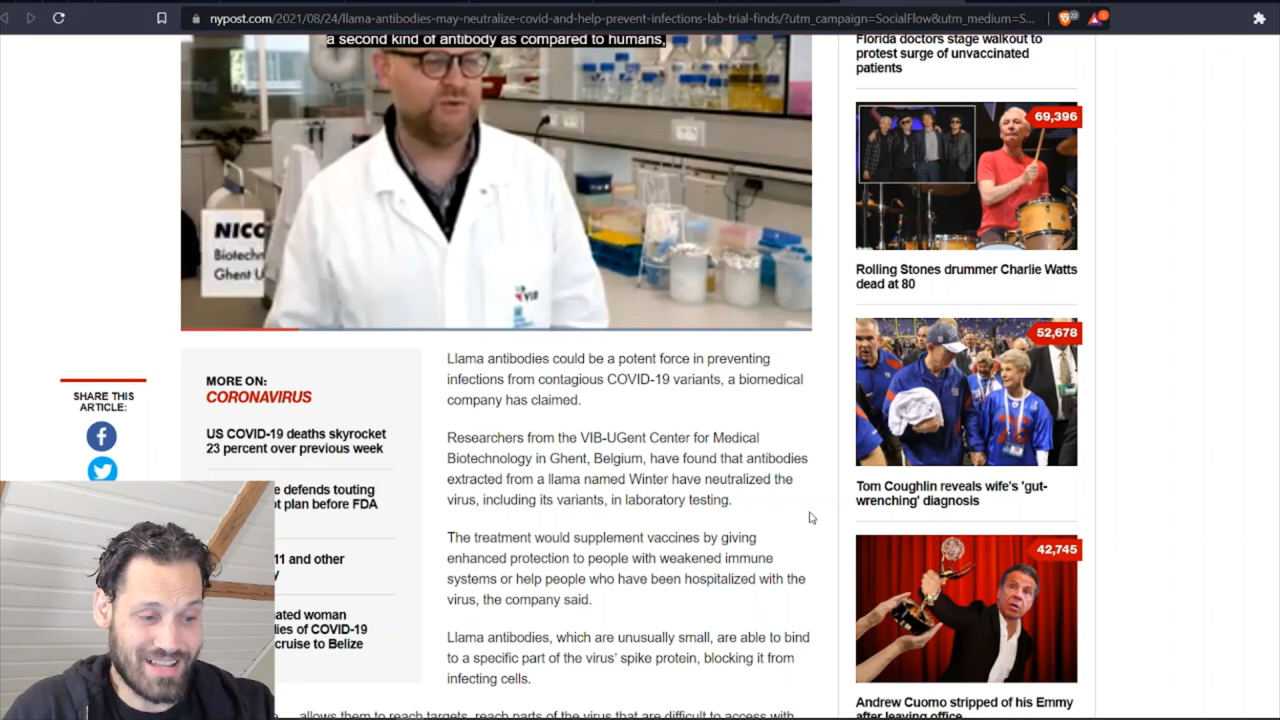 nypost.com/2021/08/24/llama-antibodies-may-neutralize-covid-and-help-prevent-infections-lab-trial-finds/?utm_campaign=SocialFlow&utm_medium=S...
a second kind of antibody as compared to humans,
NICO
Biotechn
Ghent U
VIB
SHARE THIS
ARTICLE:
MORE ON:
CORONAVIRUS
US COVID-19 deaths skyrocket
23 percent over previous week
e defends touting
t plan before FDA
11 and other
y
ated woman
lies of COVID-19
cruise to Belize
Llama antibodies could be a potent force in preventing
infections from contagious COVID-19 variants, a biomedical
company has claimed.
Researchers from the VIB-UGent Center for Medical
Biotechnology in Ghent, Belgium, have found that antibodies
extracted from a llama named Winter have neutralized the
virus, including its variants, in laboratory testing.
The treatment would supplement vaccines by giving
enhanced protection to people with weakened immune
systems or help people who have been hospitalized with the
virus, the company said.
Llama antibodies, which are unusually small, are able to bind
to a specific part of the virus' spike protein, blocking it from
infecting cells.
allows them to reach targets, reach parts of the virus that are difficult to access with
Florida doctors stage walkout to
protest surge of unvaccinated
patients
69,396
Rolling Stones drummer Charlie Watts
dead at 80
52,678
Tom Coughlin reveals wife's 'gut-
wrenching' diagnosis
42,745
Andrew Cuomo stripped of his Emmy
after leaving office